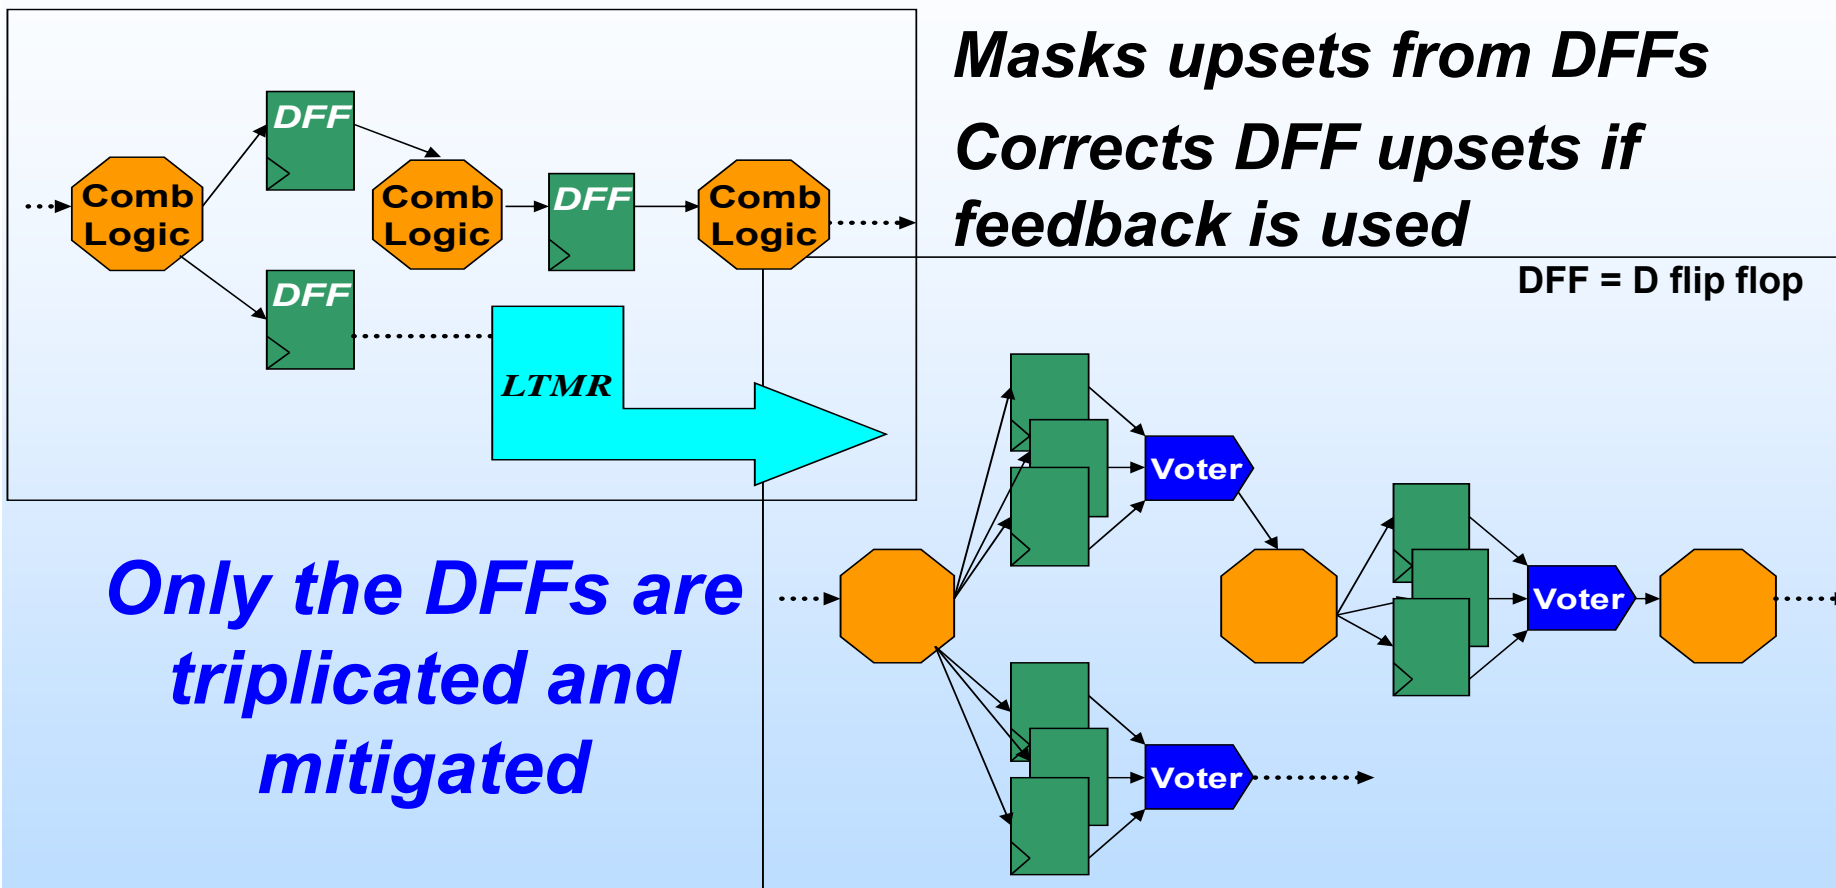 Masks upsets from DFFs
Corrects DFF upsets if
feedback is used
DFF = D flip flop
DFF
Comb
Logic
Comb
Logic
DFF
Comb
Logic
DFF
LTMR
Only the DFFs are
triplicated and
mitigated
Voter
Voter
Voter